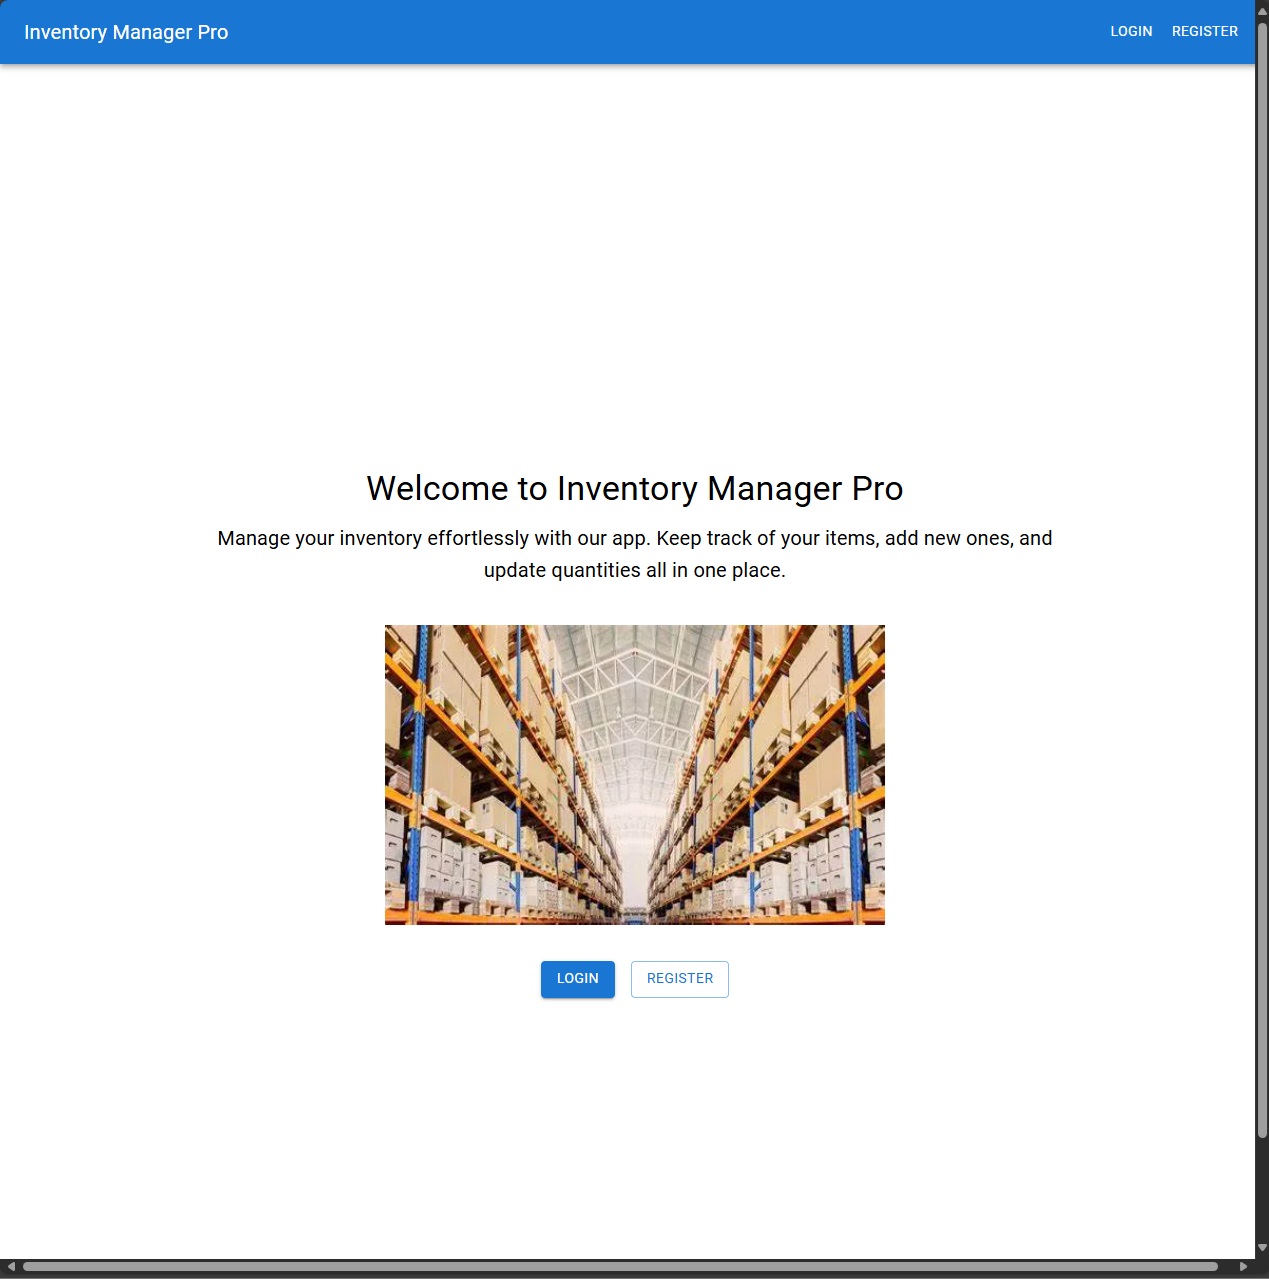 Inventory Manager Pro
LOGIN
REGISTER
Welcome to Inventory Manager Pro
Manage your inventory effortlessly with our app. Keep track of your items, add new ones, and
update quantities all in one place.
LOGIN
REGISTER